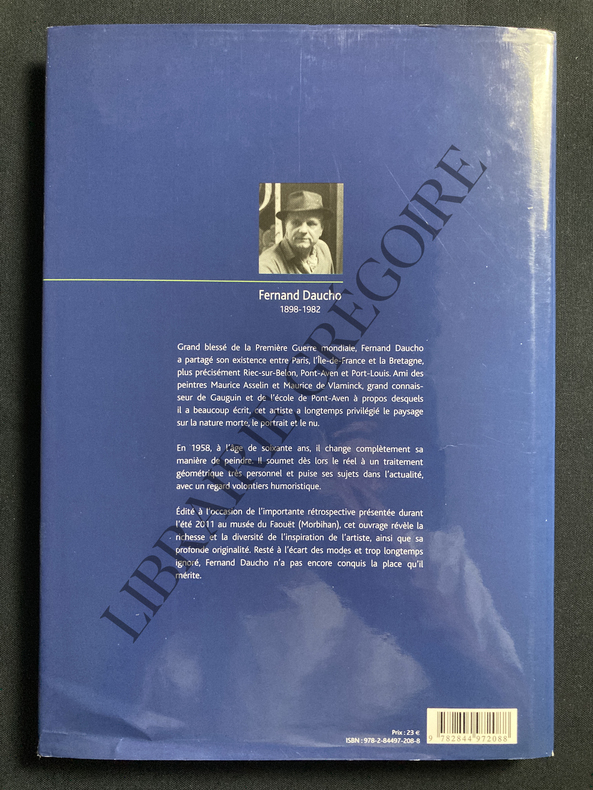 Fernand Daucho
1898-1982
Grand blessé de la Première Guerre mondiale, Fernand Daucho
a partagé son existence entre Paris, l'Île-de-France et la Bretagne,
plus précisément Riec-sur-Belon, Pont-Aven et Port-Louis. Ami des
peintres Maurice Asselin et Maurice de Vlaminck, grand connais-
seur de Gauguin et de l'école de Pont-Aven à propos desquels
il a beaucoup écrit, cet artiste a longtemps privilégié le paysage
sur la nature morte, le portrait et le nu.
En 1958, à l'âge de soixante ans, il change complètement sa
manière de peindre. Il soumet dès lors le réel à un traitement
géométrique très personnel et puise ses sujets dans l'actualité,
avec un regard volontiers humoristique.
Édité à l'occasion de l'importante rétrospective présentée durant
l'été 2011 au musée du Faouët (Morbihan), cet ouvrage révèle la
richesse et la diversité de l'inspiration de l'artiste, ainsi que sa
profonde originalité. Resté à l'écart des modes et trop longtemps
ignoré, Fernand Daucho n'a pas encore conquis la place qu'il
mérite.
LIBRAIRIE GREGOIRE
Prix : 23 €
ISBN : 978-2-84497-208-8
9 782844 972088